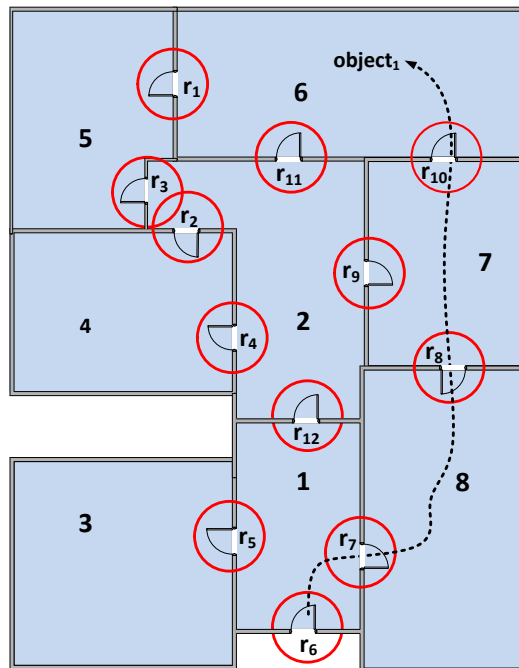 object₁
r₁
6
5
r₁₁
r₁₀
r₃
r₂
r₉
7
4
2
r₄
r₈
r₁₂
1
3
8
r₅
r₇
r₆